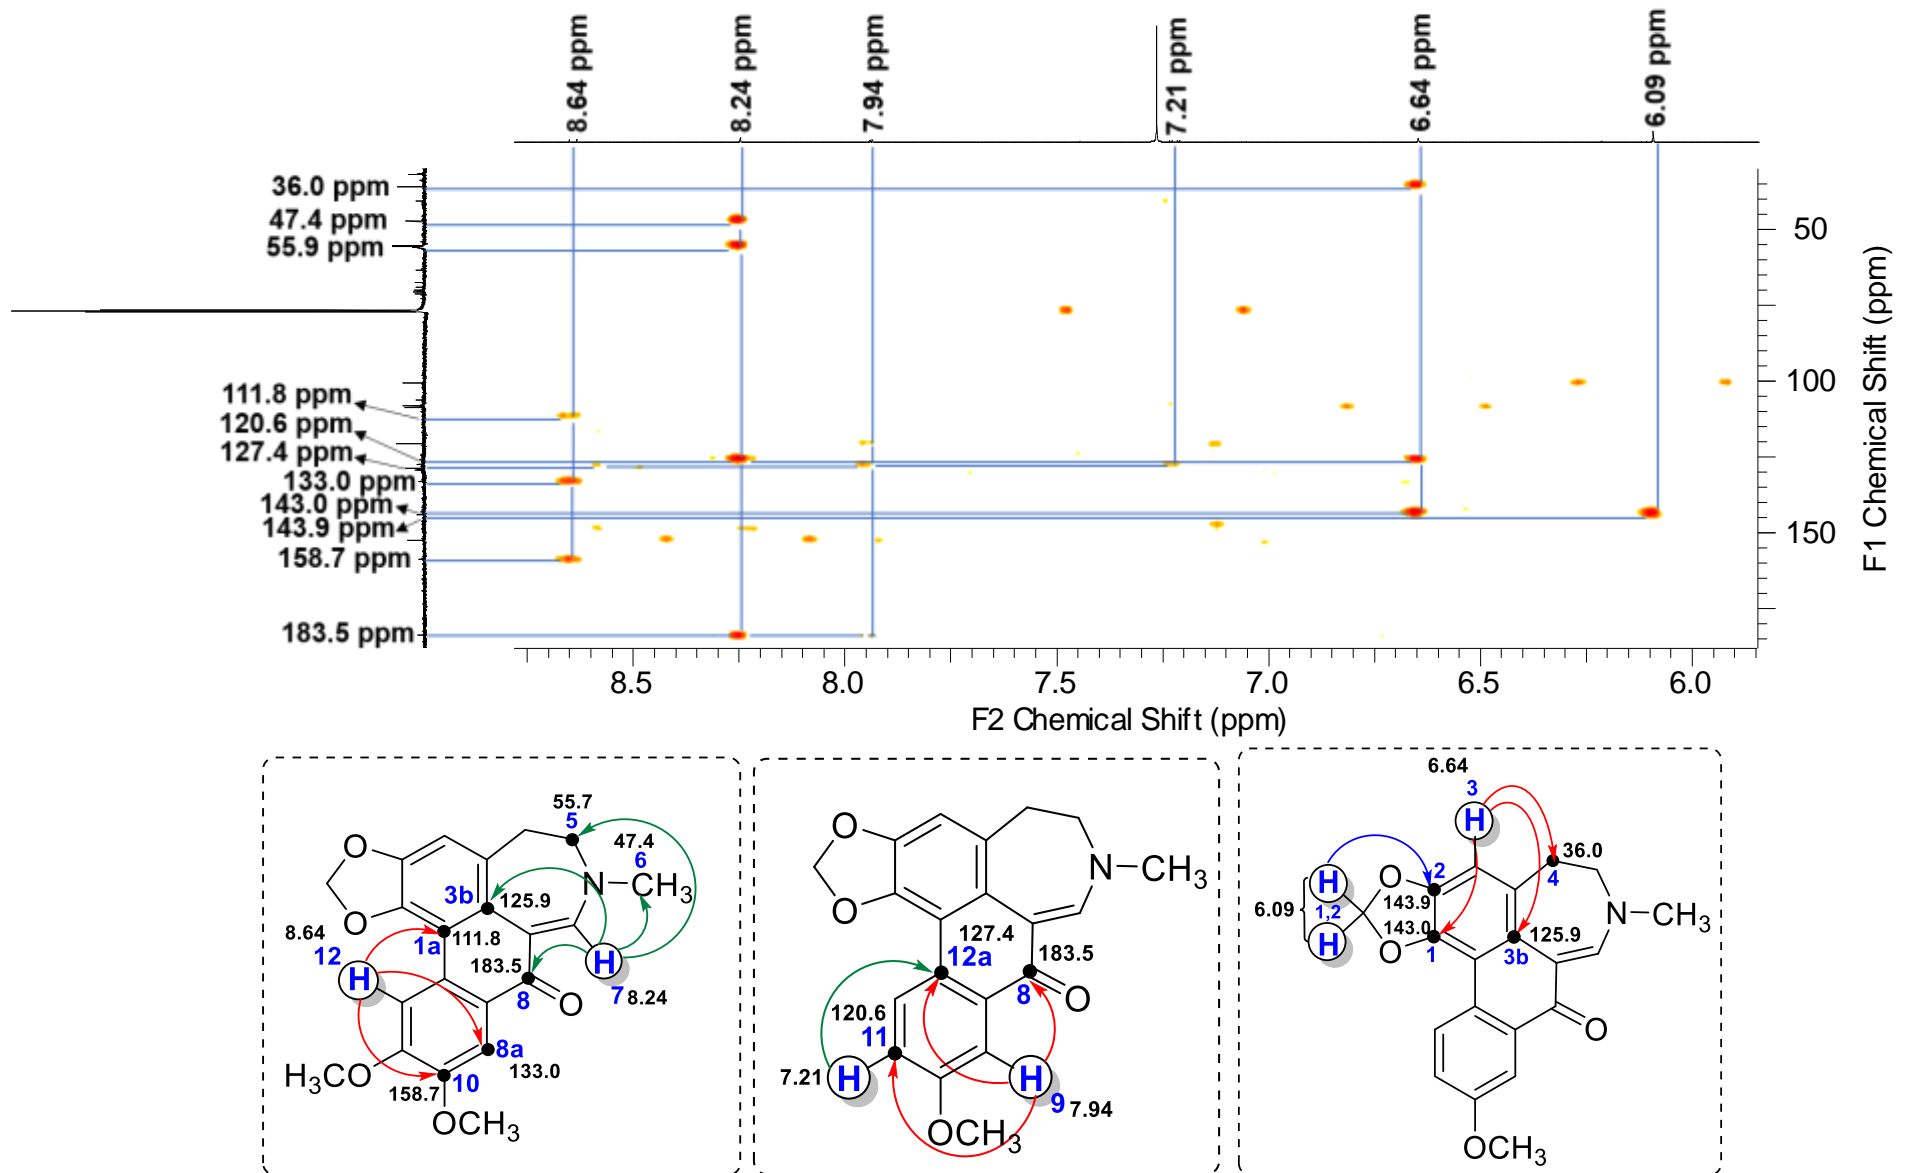 8.64 ppm
8.24 ppm
7.94 ppm
7.21 ppm
6.64 ppm
6.09 ppm
36.0 ppm
47.4 ppm
55.9 ppm
111.8 ppm
120.6 ppm
127.4 ppm
133.0 ppm
143.0 ppm
143.9 ppm
158.7 ppm
183.5 ppm
50
100
150
F1 Chemical Shift (ppm)
8.5 8.0 7.5 7.0 6.5 6.0
F2 Chemical Shift (ppm)
55.7
5
47.4
6
O
N CH3
3b 125.9
O
8.64
1a 111.8
12
H
183.5
H
8 O
7 8.24
8a
H3CO
133.0
10
158.7
OCH3
O
N CH3
O
127.4
12a 183.5
8 O
120.6
11
7.21 H
H
9 7.94
OCH3
6.64
3
H
36.0
4
H
O
2
143.9
1,2
6.09
N CH3
143.0
H
O
1
125.9
3b
O
OCH3